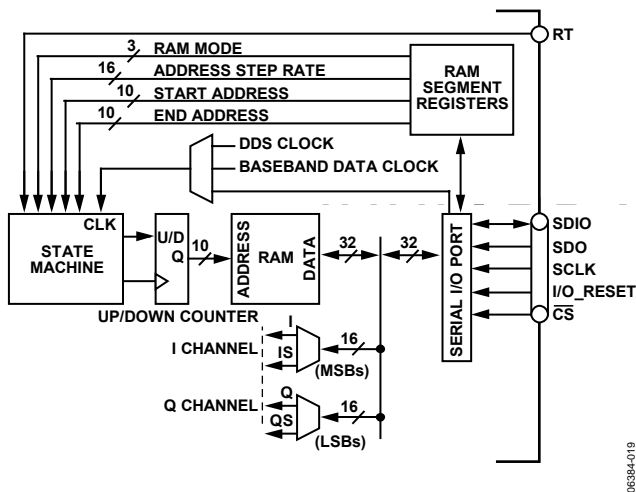 RT
3 RAM MODE
16 ADDRESS STEP RATE
10 START ADDRESS
10 END ADDRESS
RAM
SEGMENT
REGISTERS
DDS CLOCK
BASEBAND DATA CLOCK
CLK
STATE
MACHINE
U/D
Q
10
ADDRESS
RAM
DATA
32
32
SERIAL I/O PORT
SDIO
SDO
SCLK
I/O_RESET
CS
UP/DOWN COUNTER
I CHANNEL
I
IS
16
(MSBs)
Q CHANNEL
Q
QS
16
(LSBs)
06384-019